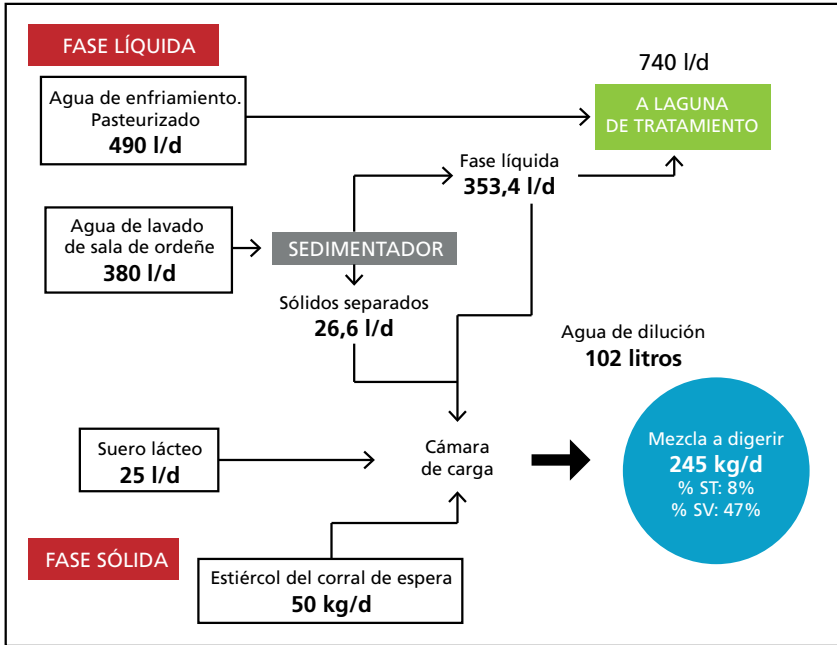 FASE LÍQUIDA
740 l/d
Agua de enfriamiento.
Pasteurizado
490 l/d
A LAGUNA
DE TRATAMIENTO
Fase líquida
353,4 l/d
Agua de lavado
de sala de ordeñe
380 l/d
SEDIMENTADOR
Sólidos separados
26,6 l/d
Agua de dilución
102 litros
Suero lácteo
25 l/d
Cámara
de carga
Mezcla a digerir
245 kg/d
% ST: 8%
% SV: 47%
FASE SÓLIDA
Estiércol del corral de espera
50 kg/d